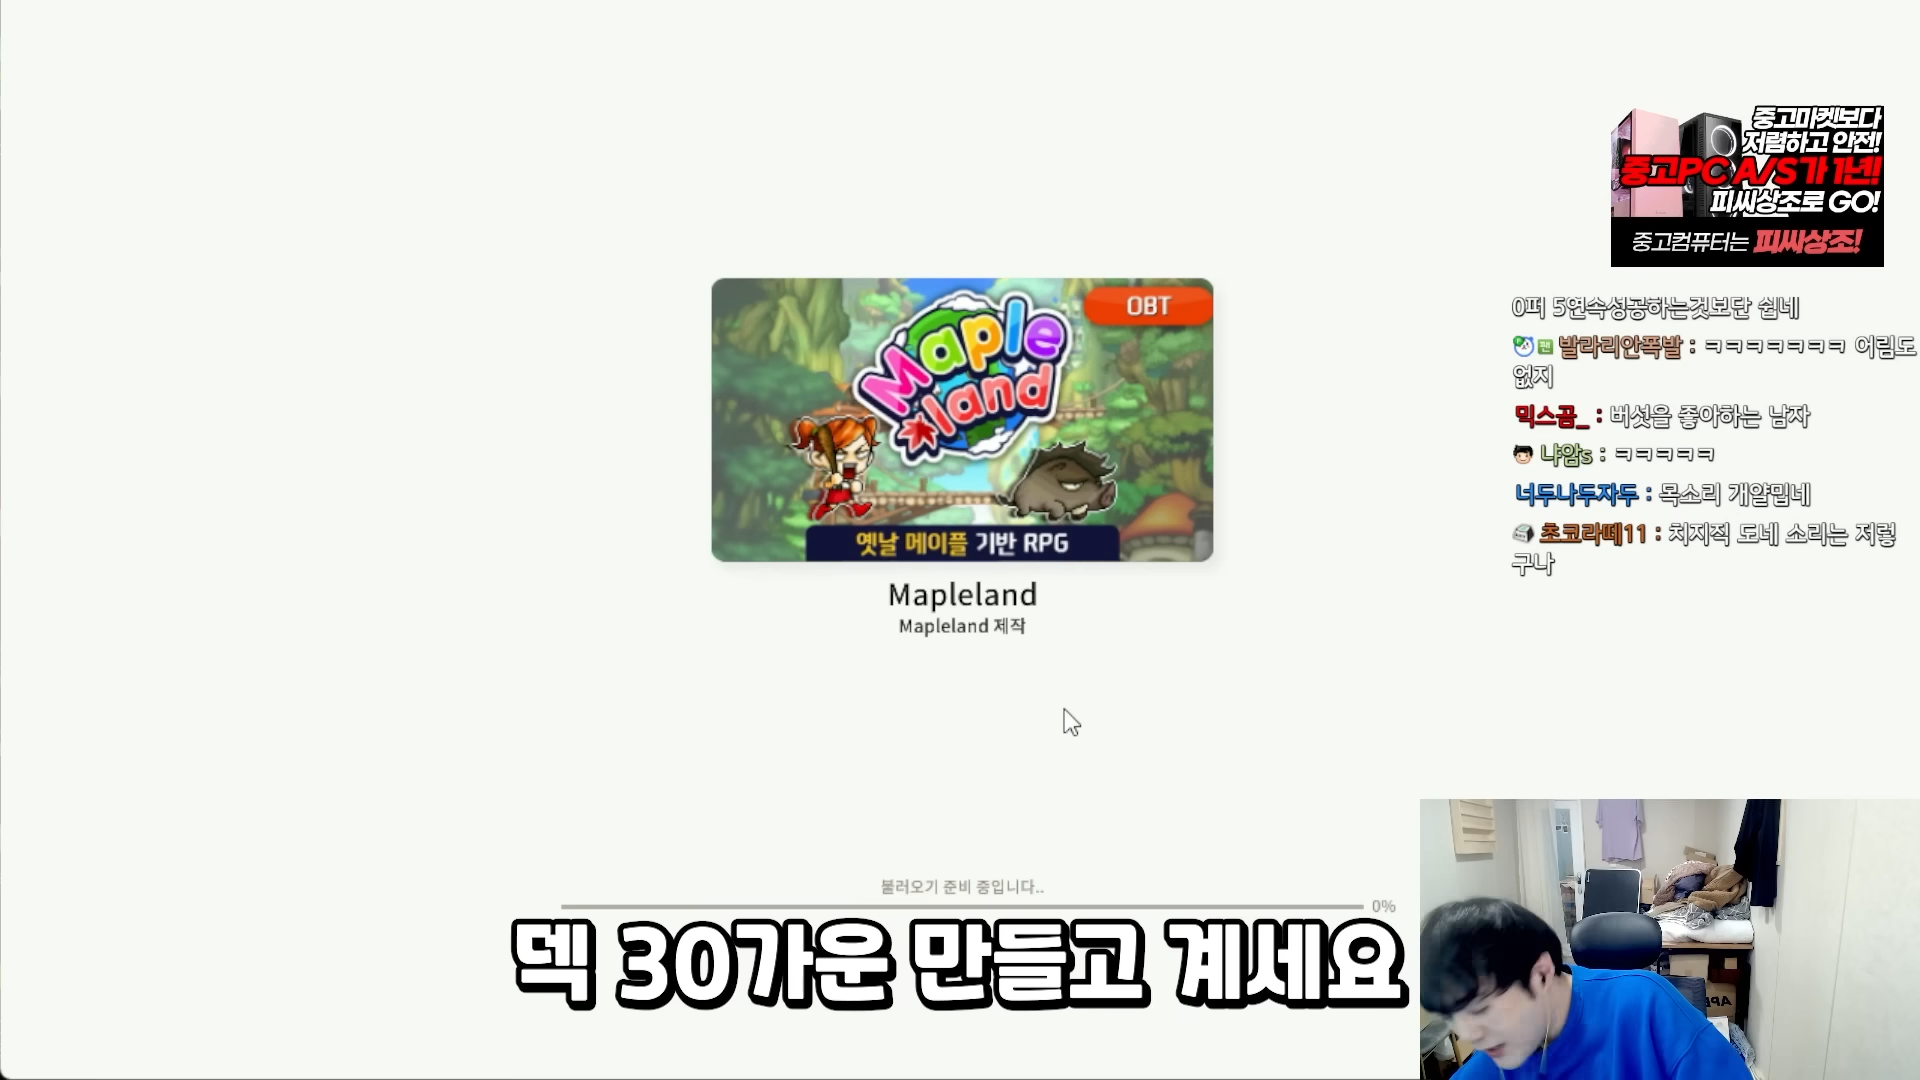 중고마켓보다
저렴하고 안전!
중고PC A/S가 1년!
피씨상조로 GO!
중고컴퓨터는 피씨상조!
Maple
land
OBT
옛날 메이플 기반 RPG
Mapleland
Mapleland 제작
0퍼 5연속성공하는것보단 쉽네
팬 발라리안폭발 : ㅋㅋㅋㅋㅋㅋㅋ 어림도
없지
믹스곰_ : 버섯을 좋아하는 남자
냐암s : ㅋㅋㅋㅋㅋ
너두나두자두 : 목소리 개얄밉네
초코라떼11 : 치지직 도네 소리는 저렇
구나
불러오기 준비 중입니다..
0%
덱 30가운 만들고 계세요